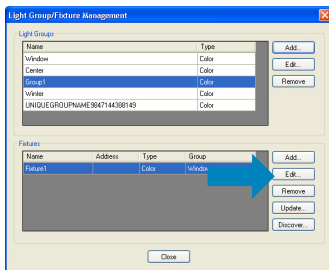 Light Group/Fixture Management
Light Groups
Name Type
Window Color
Center Color
Group1 Color
Winter Color
UNIQUEGROUPNAME9847144388149 Color
Add...
Edit...
Remove
Fixtures
Name Address Type Group
Fixture1 Color Window
Add...
Edit...
Remove
Update...
Discover...
Close